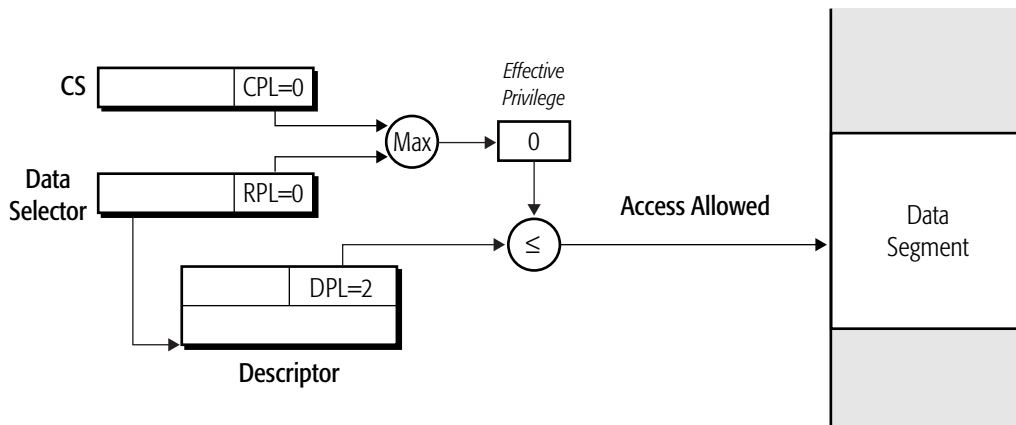 Effective
Privilege
CS
CPL=0
Max
0
Data
Selector
RPL=0
Access Allowed
Data
Segment
≤
DPL=2
Descriptor